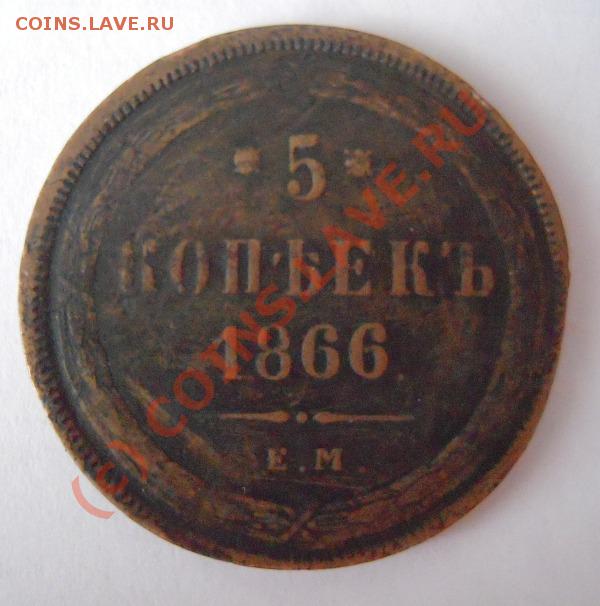 COINS.LAVE.RU
5
КОПѢЕКЪ
1866
Е.М.
(c) COINS.LAVE.RU